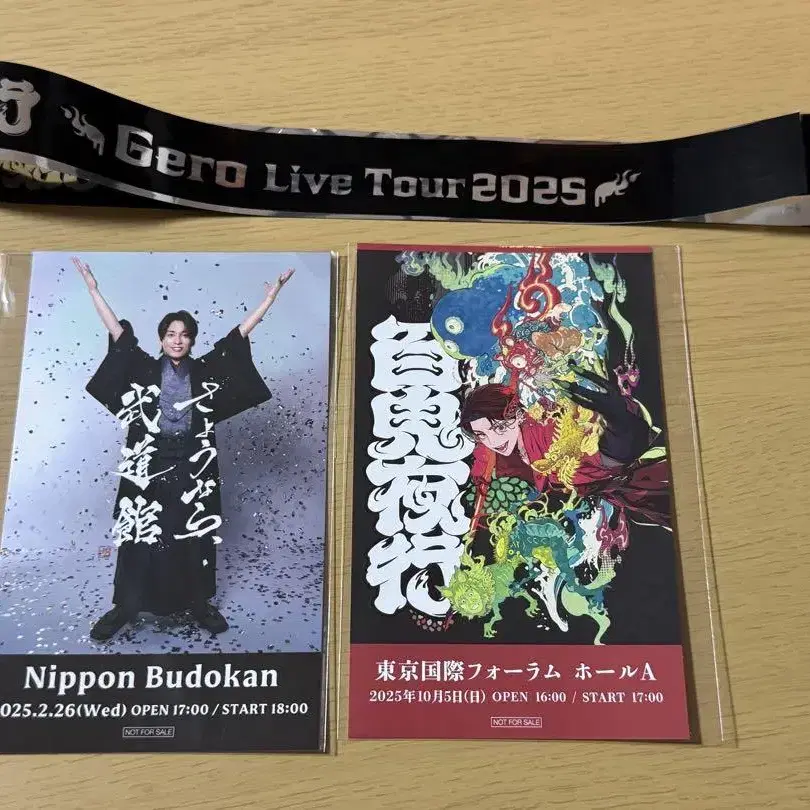 Gero Live Tour 2025
さようなら、
武道館
Nippon Budokan
2025.2.26(Wed) OPEN 17:00 / START 18:00
NOT FOR SALE
百鬼夜行
東京国際フォーラム ホールA
2025年10月5日(日) OPEN 16:00 / START 17:00
NOT FOR SALE